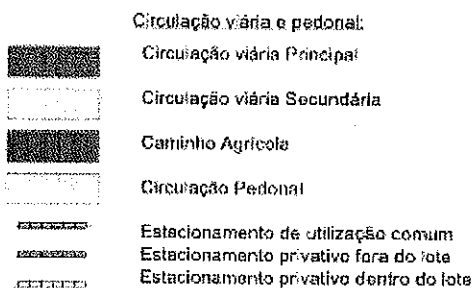 Circulação viária e pedonal:
Circulação viária Principal
Circulação viária Secundária
Caminho Agrícola
Circulação Pedonal
Estacionamento de utilização comum
Estacionamento privativo fora do lote
Estacionamento privativo dentro do lote